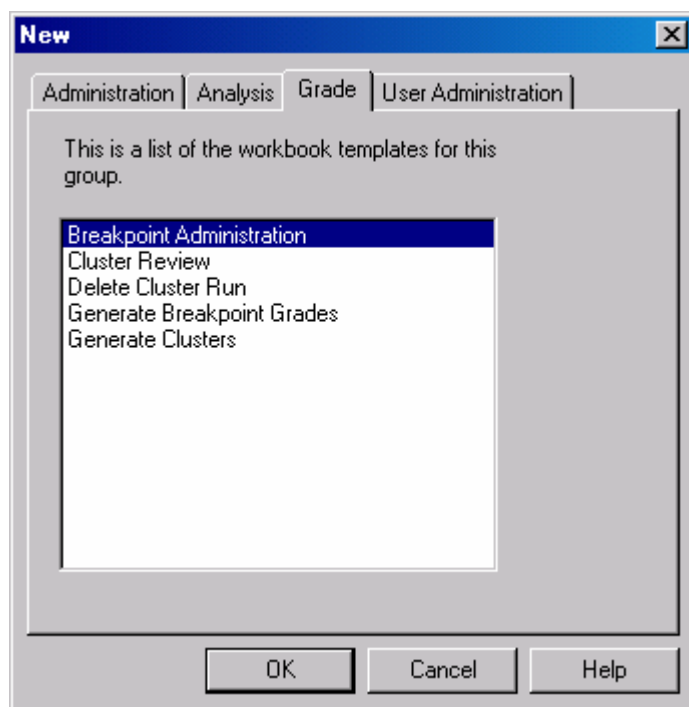 New
Administration
Analysis
Grade
User Administration
This is a list of the workbook templates for this
group.
Breakpoint Administration
Cluster Review
Delete Cluster Run
Generate Breakpoint Grades
Generate Clusters
OK
Cancel
Help